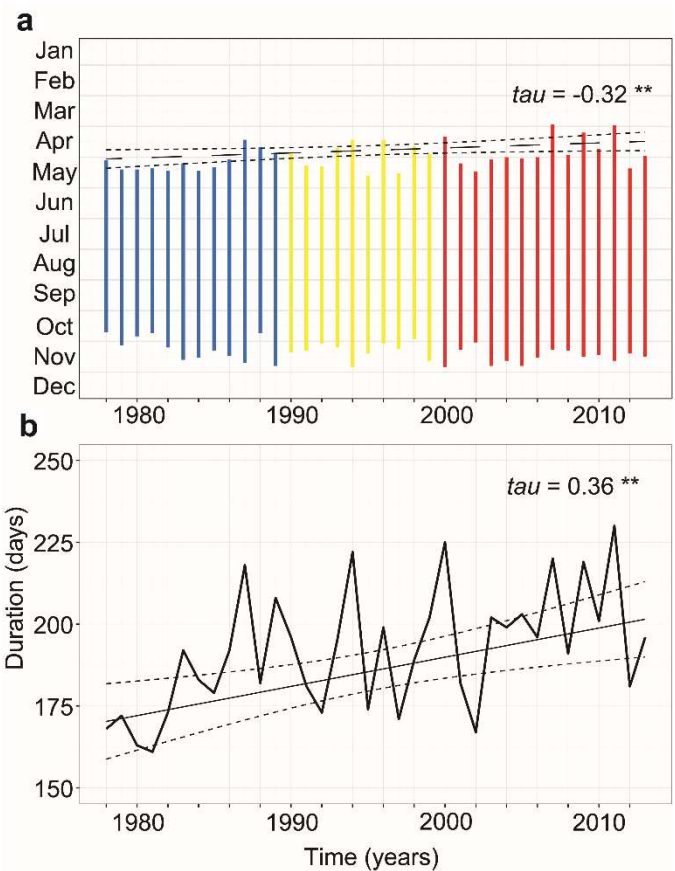 a
Jan
Feb
Mar
tau = -0.32 **
Apr
May
Jun
Jul
Aug
Sep
Oct
Nov
Dec
1980 1990 2000 2010
b
250
tau = 0.36 **
225
200
175
150
Duration (days)
1980 1990 2000 2010
Time (years)